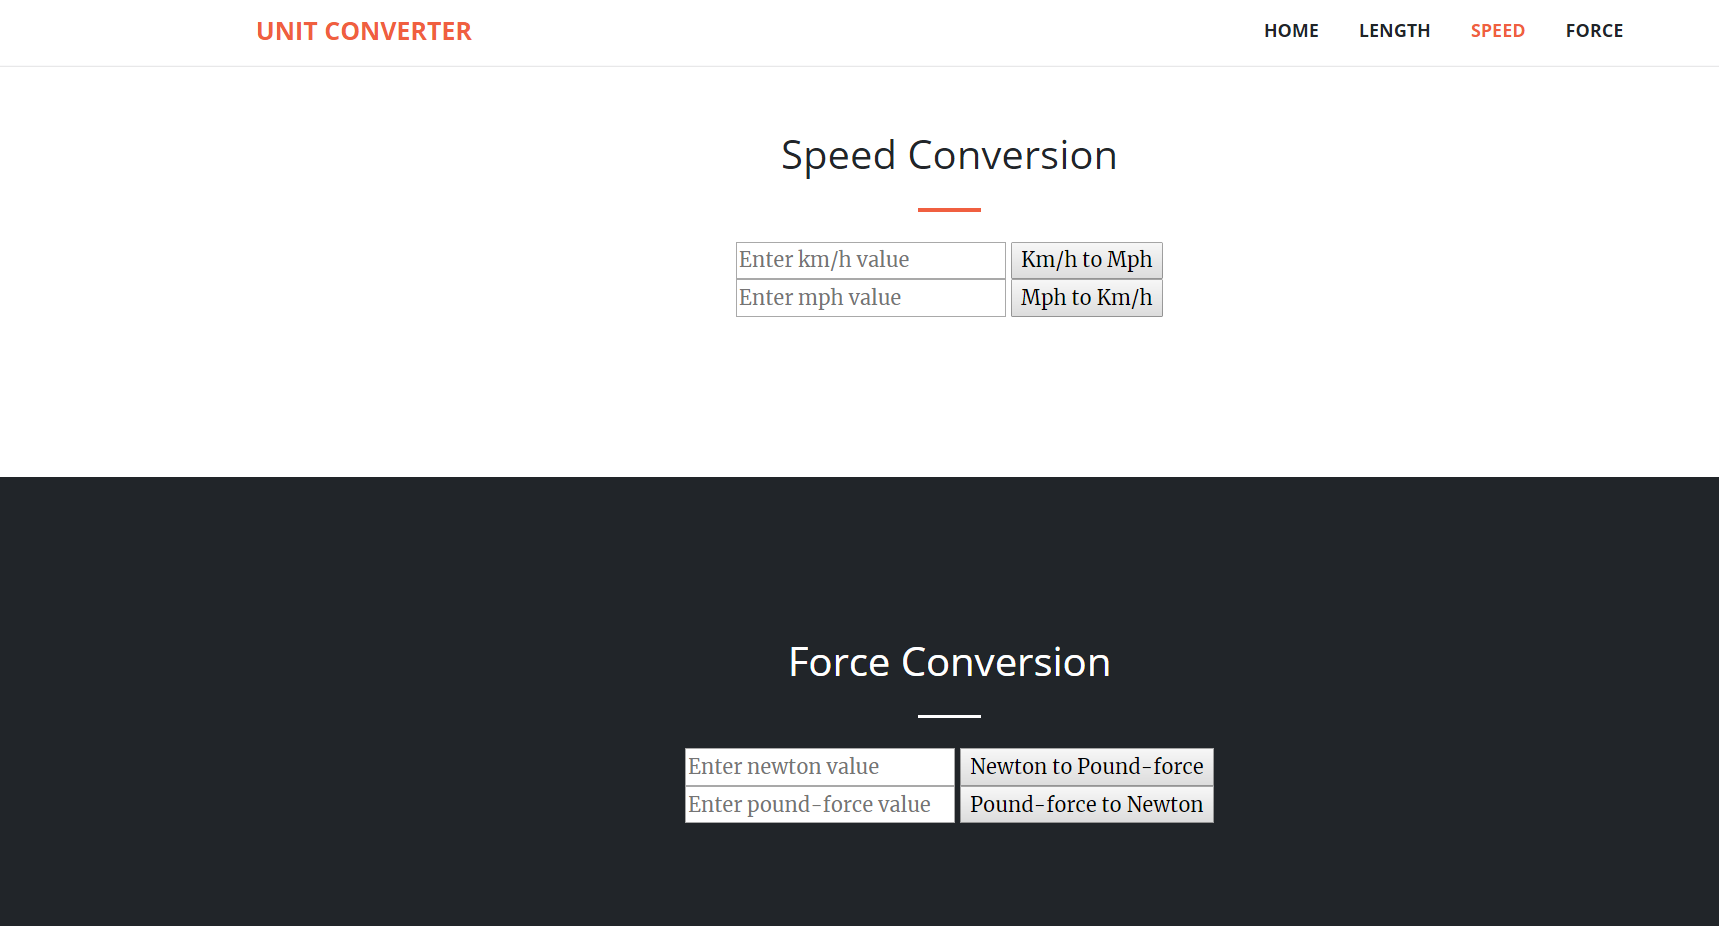 UNIT CONVERTER HOME LENGTH SPEED FORCE
Speed Conversion
Enter km/h value Km/h to Mph
Enter mph value Mph to Km/h
Force Conversion
Enter newton value Newton to Pound-force
Enter pound-force value Pound-force to Newton